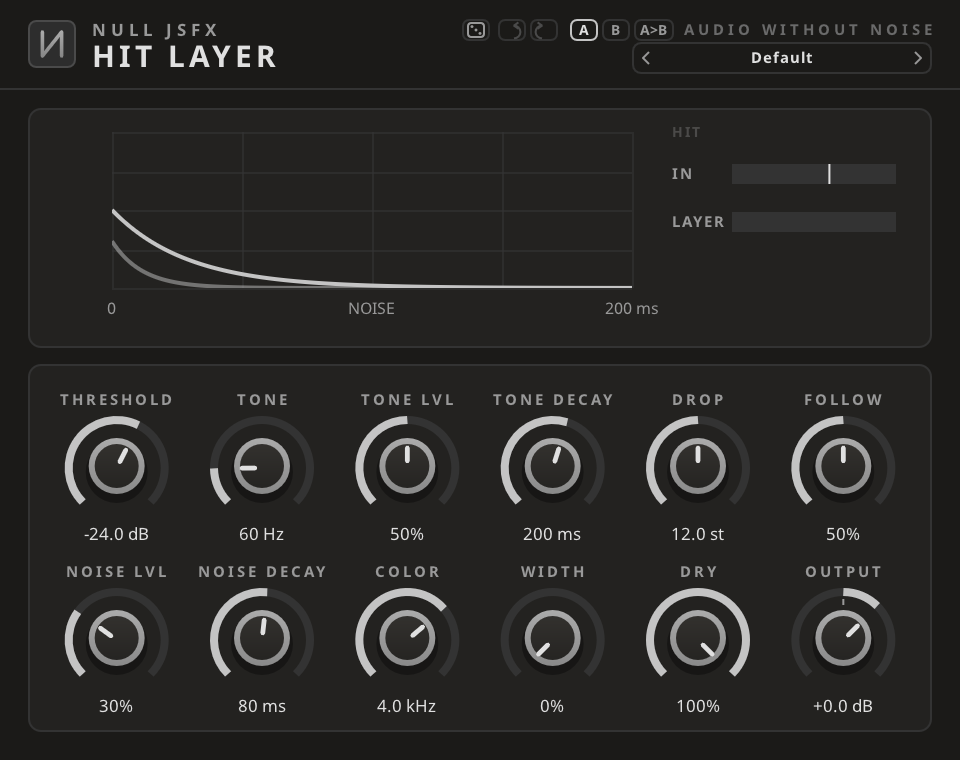 NULL JSFX
HIT LAYER
A B A>B AUDIO WITHOUT NOISE
Default
HIT
IN
LAYER
0 NOISE 200 ms
THRESHOLD TONE TONE LVL TONE DECAY DROP FOLLOW
-24.0 dB 60 Hz 50% 200 ms 12.0 st 50%
NOISE LVL NOISE DECAY COLOR WIDTH DRY OUTPUT
30% 80 ms 4.0 kHz 0% 100% +0.0 dB